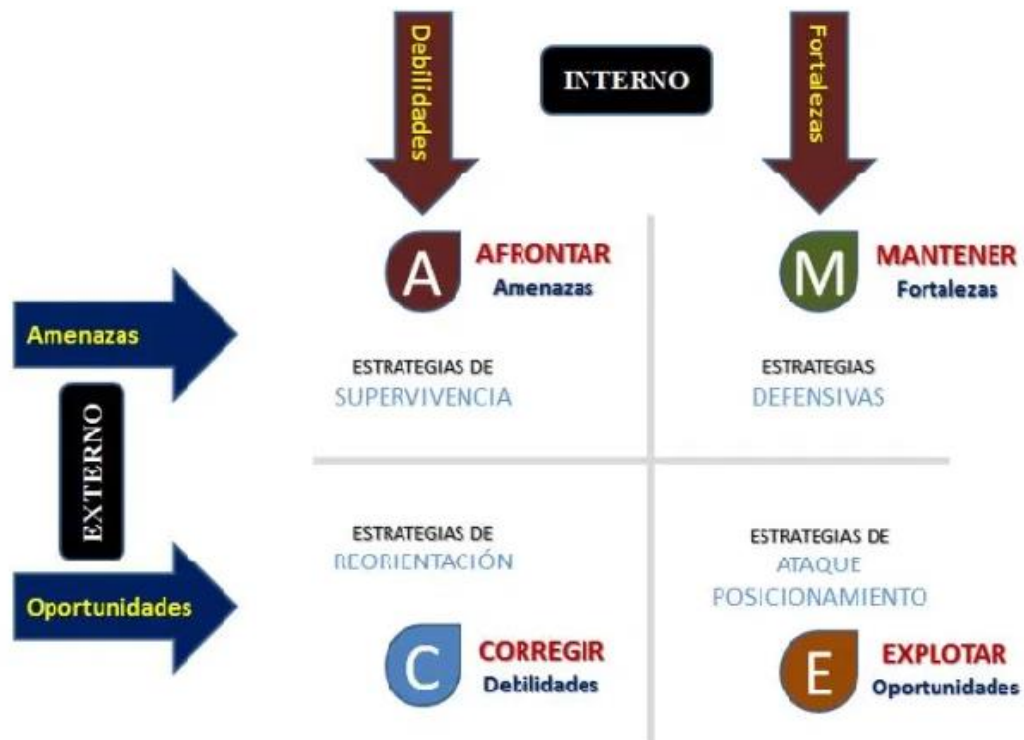 Debilidades
INTERNO
Fortalezas
A
AFRONTAR
Amenazas
M
MANTENER
Fortalezas
Amenazas
ESTRATEGIAS DE
SUPERVIVENCIA
ESTRATEGIAS
DEFENSIVAS
EXTERNO
Oportunidades
ESTRATEGIAS DE
REORIENTACIÓN
ESTRATEGIAS DE
ATAQUE
POSICIONAMIENTO
C
CORREGIR
Debilidades
E
EXPLOTAR
Oportunidades